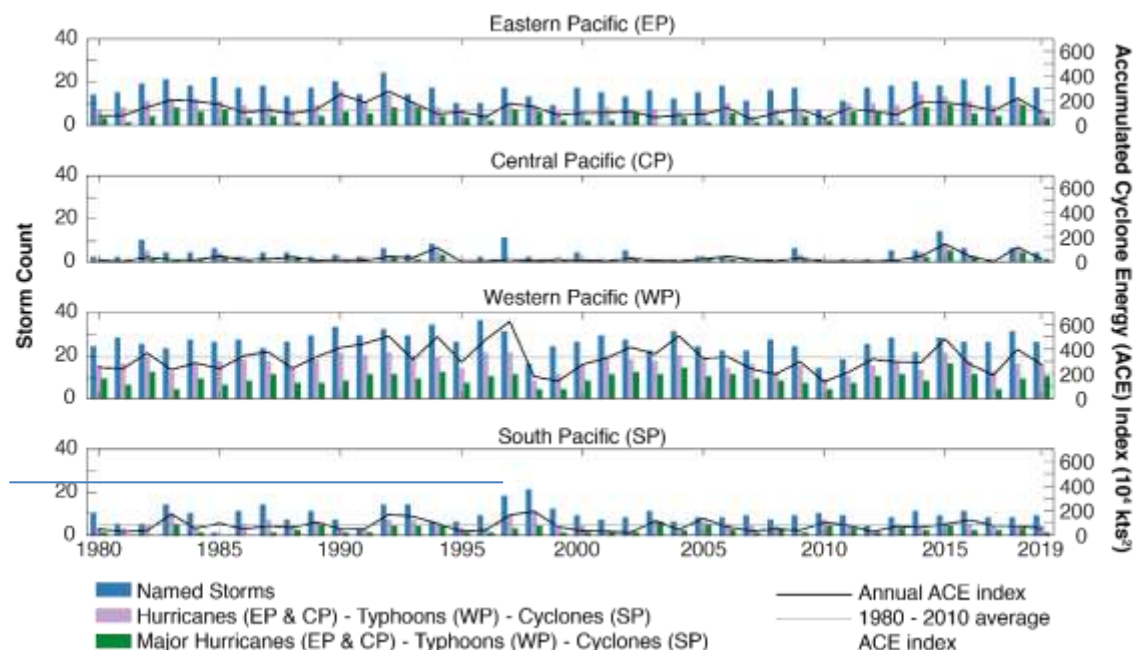 Eastern Pacific (EP)
40
20
0
600
400
200
0
Central Pacific (CP)
40
20
0
600
400
200
0
Western Pacific (WP)
40
20
0
600
400
200
0
South Pacific (SP)
40
20
0
600
400
200
0
Storm Count
Accumulated Cyclone Energy (ACE) Index (10⁴ kts²)
1980 1985 1990 1995 2000 2005 2010 2015 2019
Named Storms
Hurricanes (EP & CP) - Typhoons (WP) - Cyclones (SP)
Major Hurricanes (EP & CP) - Typhoons (WP) - Cyclones (SP)
Annual ACE index
1980 - 2010 average
ACE index